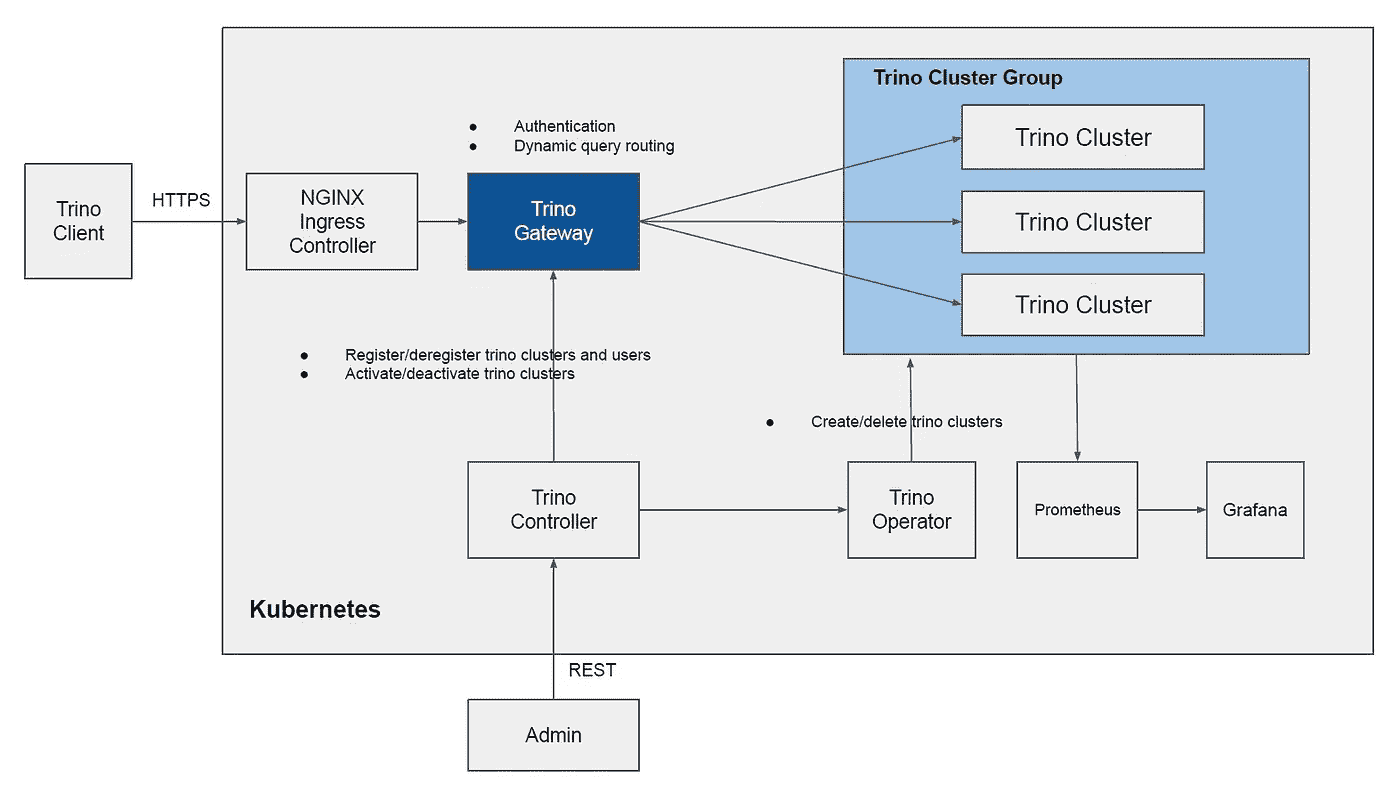 Trino Cluster Group
Trino Cluster
Trino Cluster
Trino Cluster
● Authentication
● Dynamic query routing
Trino
Client
HTTPS
NGINX
Ingress
Controller
Trino
Gateway
● Register/deregister trino clusters and users
● Activate/deactivate trino clusters
● Create/delete trino clusters
Trino
Controller
Trino
Operator
Prometheus
Grafana
Kubernetes
REST
Admin